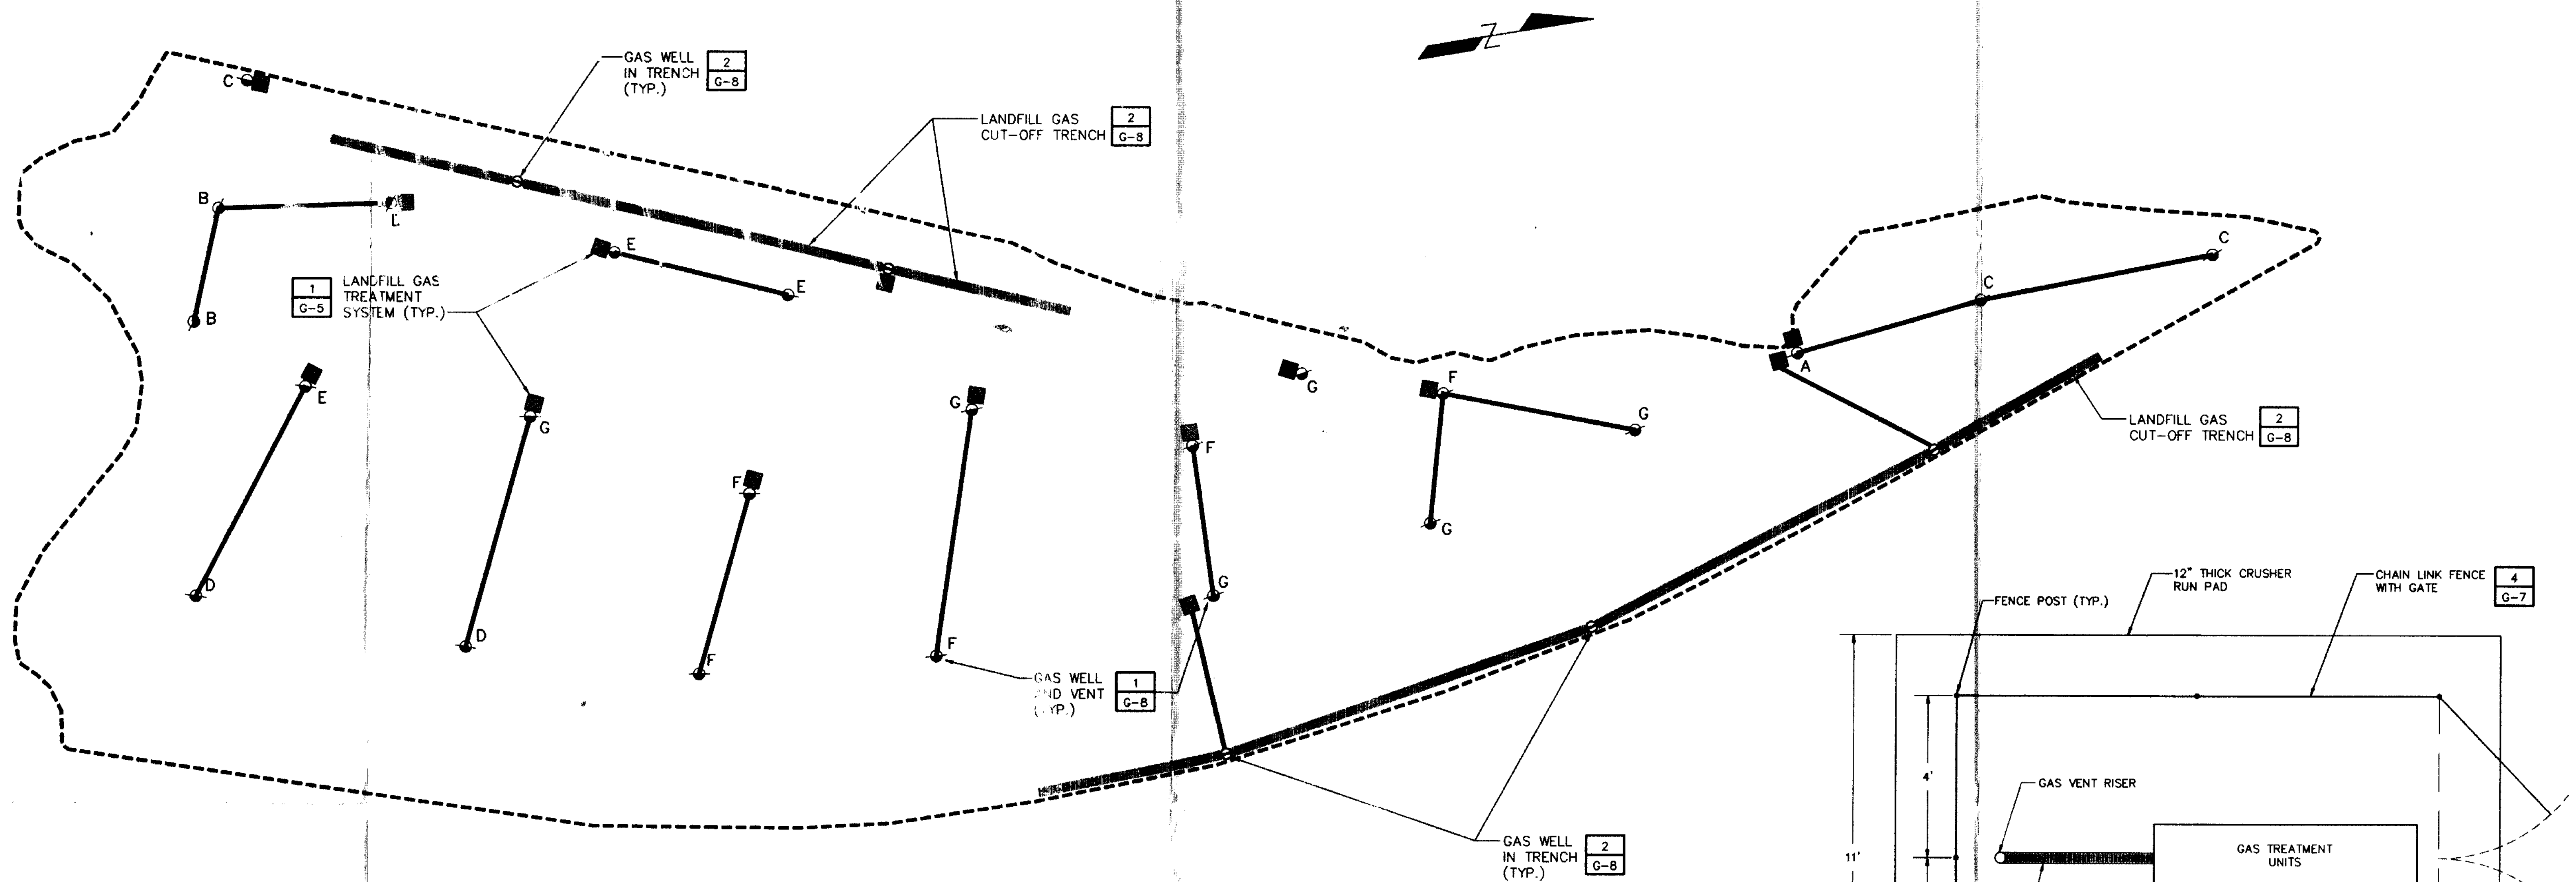 Z
GAS WELL
IN TRENCH
(TYP.)
2
G-8
C
LANDFILL GAS
CUT-OFF TRENCH
2
G-8
B
B
E
E
1
G-5
LANDFILL GAS
TREATMENT
SYSTEM (TYP.)
E
G
G
F
D
D
F
F
F
G
G
F
G
G
C
C
A
LANDFILL GAS
CUT-OFF TRENCH
2
G-8
GAS WELL
VENT
1
G-8
GAS WELL
IN TRENCH
(TYP.)
2
G-8
12" THICK CRUSHER
RUN PAD
CHAIN LINK FENCE
WITH GATE
4
G-7
FENCE POST (TYP.)
4'
11'
GAS VENT RISER
GAS TREATMENT
UNITS